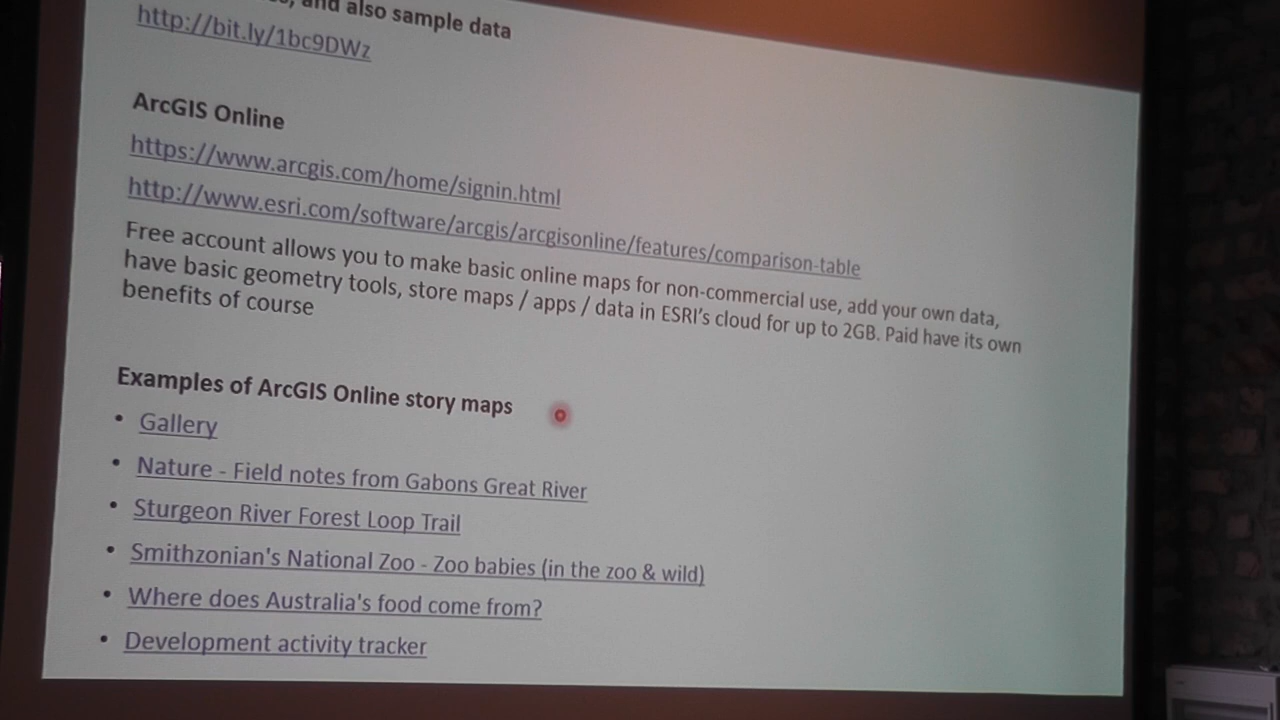 and also sample data
http://bit.ly/1bc9DWz
ArcGIS Online
https://www.arcgis.com/home/signin.html
http://www.esri.com/software/arcgis/arcgisonline/features/comparison-table
Free account allows you to make basic online maps for non-commercial use, add your own data,
have basic geometry tools, store maps / apps / data in ESRI's cloud for up to 2GB. Paid have its own
benefits of course
Examples of ArcGIS Online story maps
• Gallery
• Nature - Field notes from Gabons Great River
• Sturgeon River Forest Loop Trail
• Smithzonian's National Zoo - Zoo babies (in the zoo & wild)
• Where does Australia's food come from?
• Development activity tracker